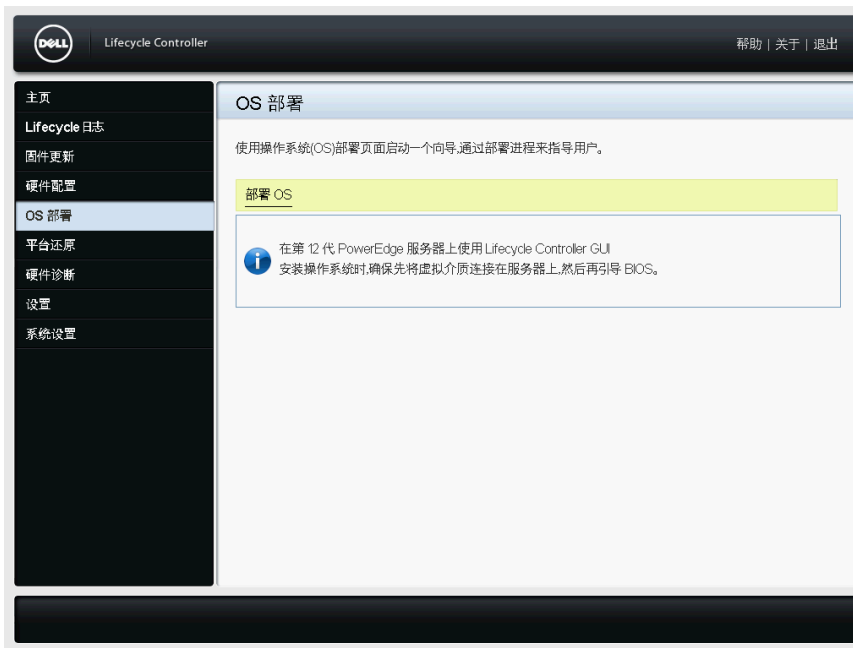 DELL
Lifecycle Controller
帮助 | 关于 | 退出
主页
Lifecycle 日志
固件更新
硬件配置
OS 部署
平台还原
硬件诊断
设置
系统设置
OS 部署
使用操作系统(OS)部署页面启动一个向导,通过部署进程来指导用户。
部署 OS
在第 12 代 PowerEdge 服务器上使用 Lifecycle Controller GUI
安装操作系统时,确保先将虚拟介质连接在服务器上,然后再引导 BIOS。